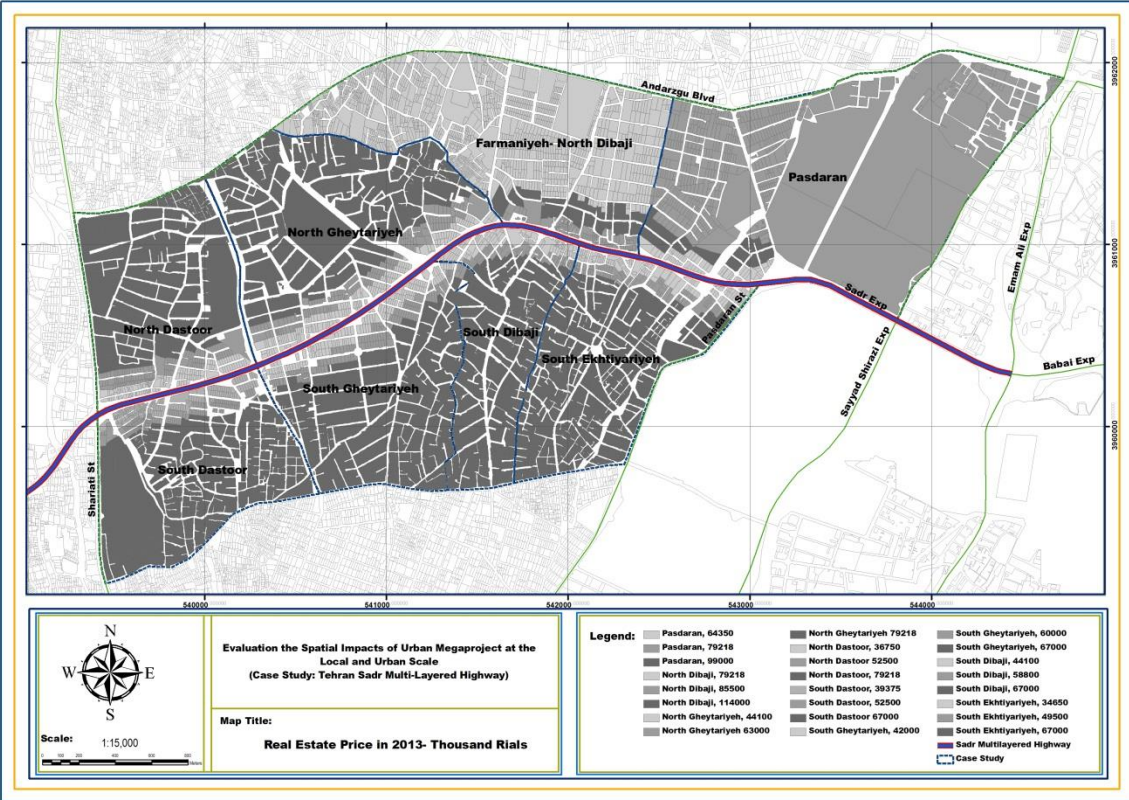 Andarzgu Blvd
3962000
Farmaniyeh- North Dibaji
Pasdaran
North Gheytariyeh
3961000
Emam Ali Exp
Sadr Exp
Pasdaran St
North Dastoor
South Dibaji
South Ekhtiyariyeh
Babai Exp
South Gheytariyeh
Sayyad Shirazi Exp
3960000
South Dastoor
Shariati St
540000
541000
542000
543000
544000
N
W
E
S
Scale:
1:15,000
Evaluation the Spatial Impacts of Urban Megaproject at the
Local and Urban Scale
(Case Study: Tehran Sadr Multi-Layered Highway)
Map Title:
Real Estate Price in 2013- Thousand Rials
Legend:
Pasdaran, 64350
Pasdaran, 79218
Pasdaran, 99000
North Dibaji, 79218
North Dibaji, 85500
North Dibaji, 114000
North Gheytariyeh, 44100
North Gheytariyeh 63000
North Gheytariyeh 79218
North Dastoor, 36750
North Dastoor 52500
North Dastoor, 79218
South Dastoor, 39375
South Dastoor, 52500
South Dastoor 67000
South Gheytariyeh, 42000
South Gheytariyeh, 60000
South Gheytariyeh, 67000
South Dibaji, 44100
South Dibaji, 58800
South Dibaji, 67000
South Ekhtiyariyeh, 34650
South Ekhtiyariyeh, 49500
South Ekhtiyariyeh, 67000
Sadr Multilayered Highway
Case Study